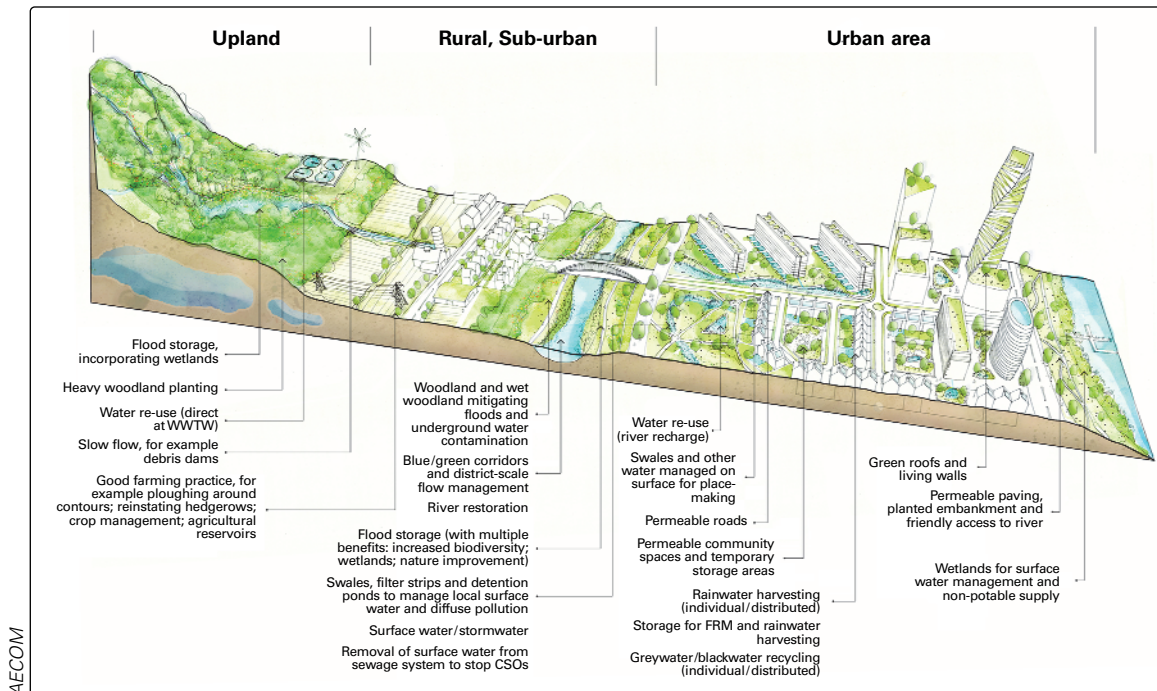 Upland
Rural, Sub-urban
Urban area
Flood storage,
incorporating wetlands
Heavy woodland planting
Water re-use (direct
at WWTW)
Slow flow, for example
debris dams
Good farming practice, for
example ploughing around
contours; reinstating hedgerows;
crop management; agricultural
reservoirs
Woodland and wet
woodland mitigating
floods and
underground water
contamination
Blue/green corridors
and district-scale
flow management
River restoration
Flood storage (with multiple
benefits: increased biodiversity;
wetlands; nature improvement)
Swales, filter strips and detention
ponds to manage local surface
water and diffuse pollution
Surface water/stormwater
Removal of surface water from
sewage system to stop CSOs
Water re-use
(river recharge)
Swales and other
water managed on
surface for place-
making
Permeable roads
Permeable community
spaces and temporary
storage areas
Rainwater harvesting
(individual/distributed)
Storage for FRM and rainwater
harvesting
Greywater/blackwater recycling
(individual/distributed)
Green roofs and
living walls
Permeable paving,
planted embankment and
friendly access to river
Wetlands for surface
water management and
non-potable supply
AECOM